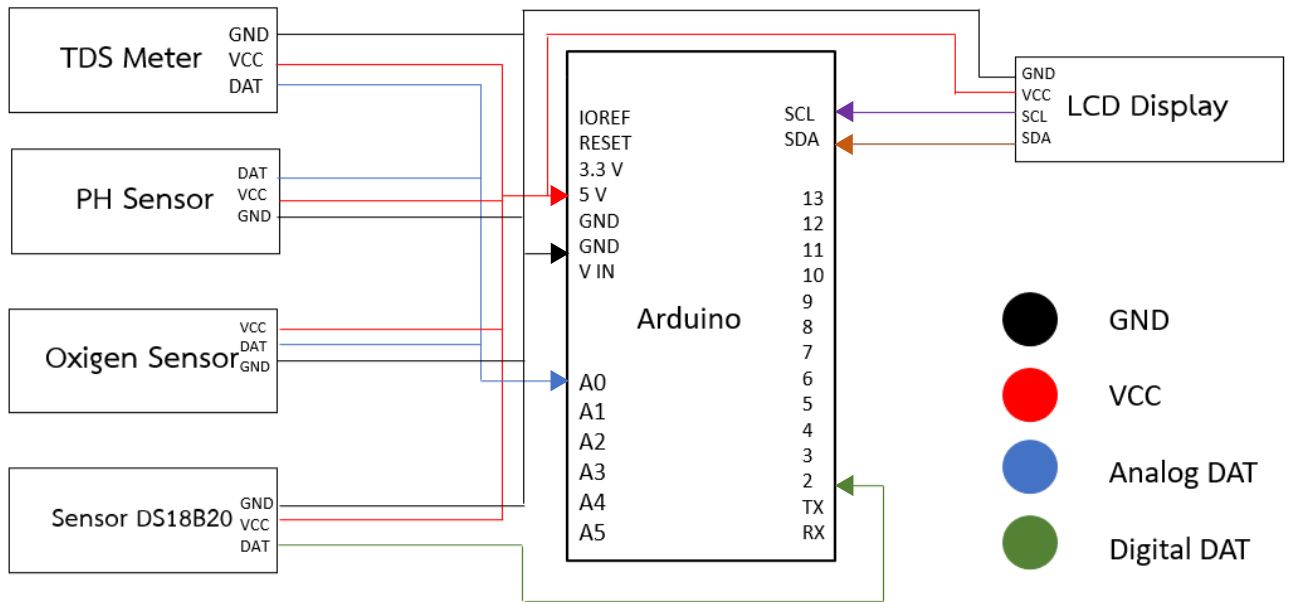 TDS Meter
GND
VCC
DAT
PH Sensor
DAT
VCC
GND
Oxigen Sensor
VCC
DAT
GND
Sensor DS18B20
GND
VCC
DAT
IOREF
RESET
3.3 V
5 V
GND
GND
V IN
Arduino
A0
A1
A2
A3
A4
A5
SCL
SDA
13
12
11
10
9
8
7
6
5
4
3
2
TX
RX
GND
VCC
SCL
SDA
LCD Display
GND
VCC
Analog DAT
Digital DAT